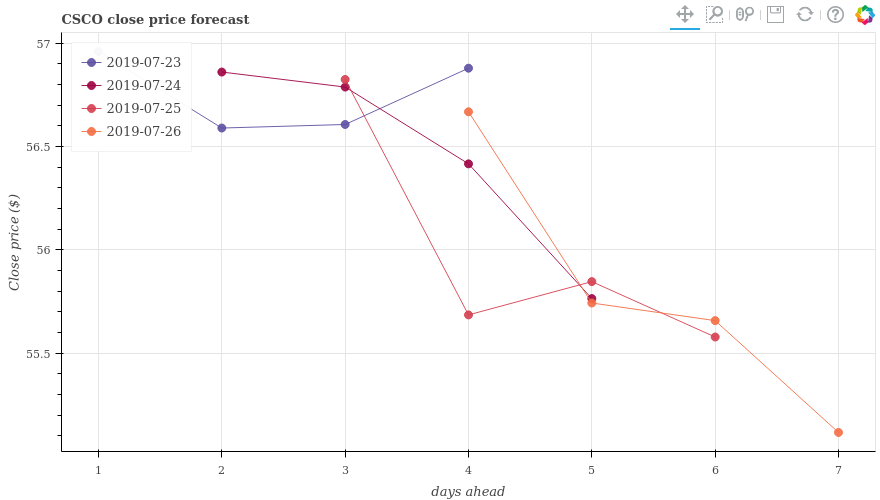 CSCO close price forecast
57
2019-07-23
2019-07-24
2019-07-25
2019-07-26
56.5
56
55.5
Close price ($)
1 2 3 4 5 6 7
days ahead